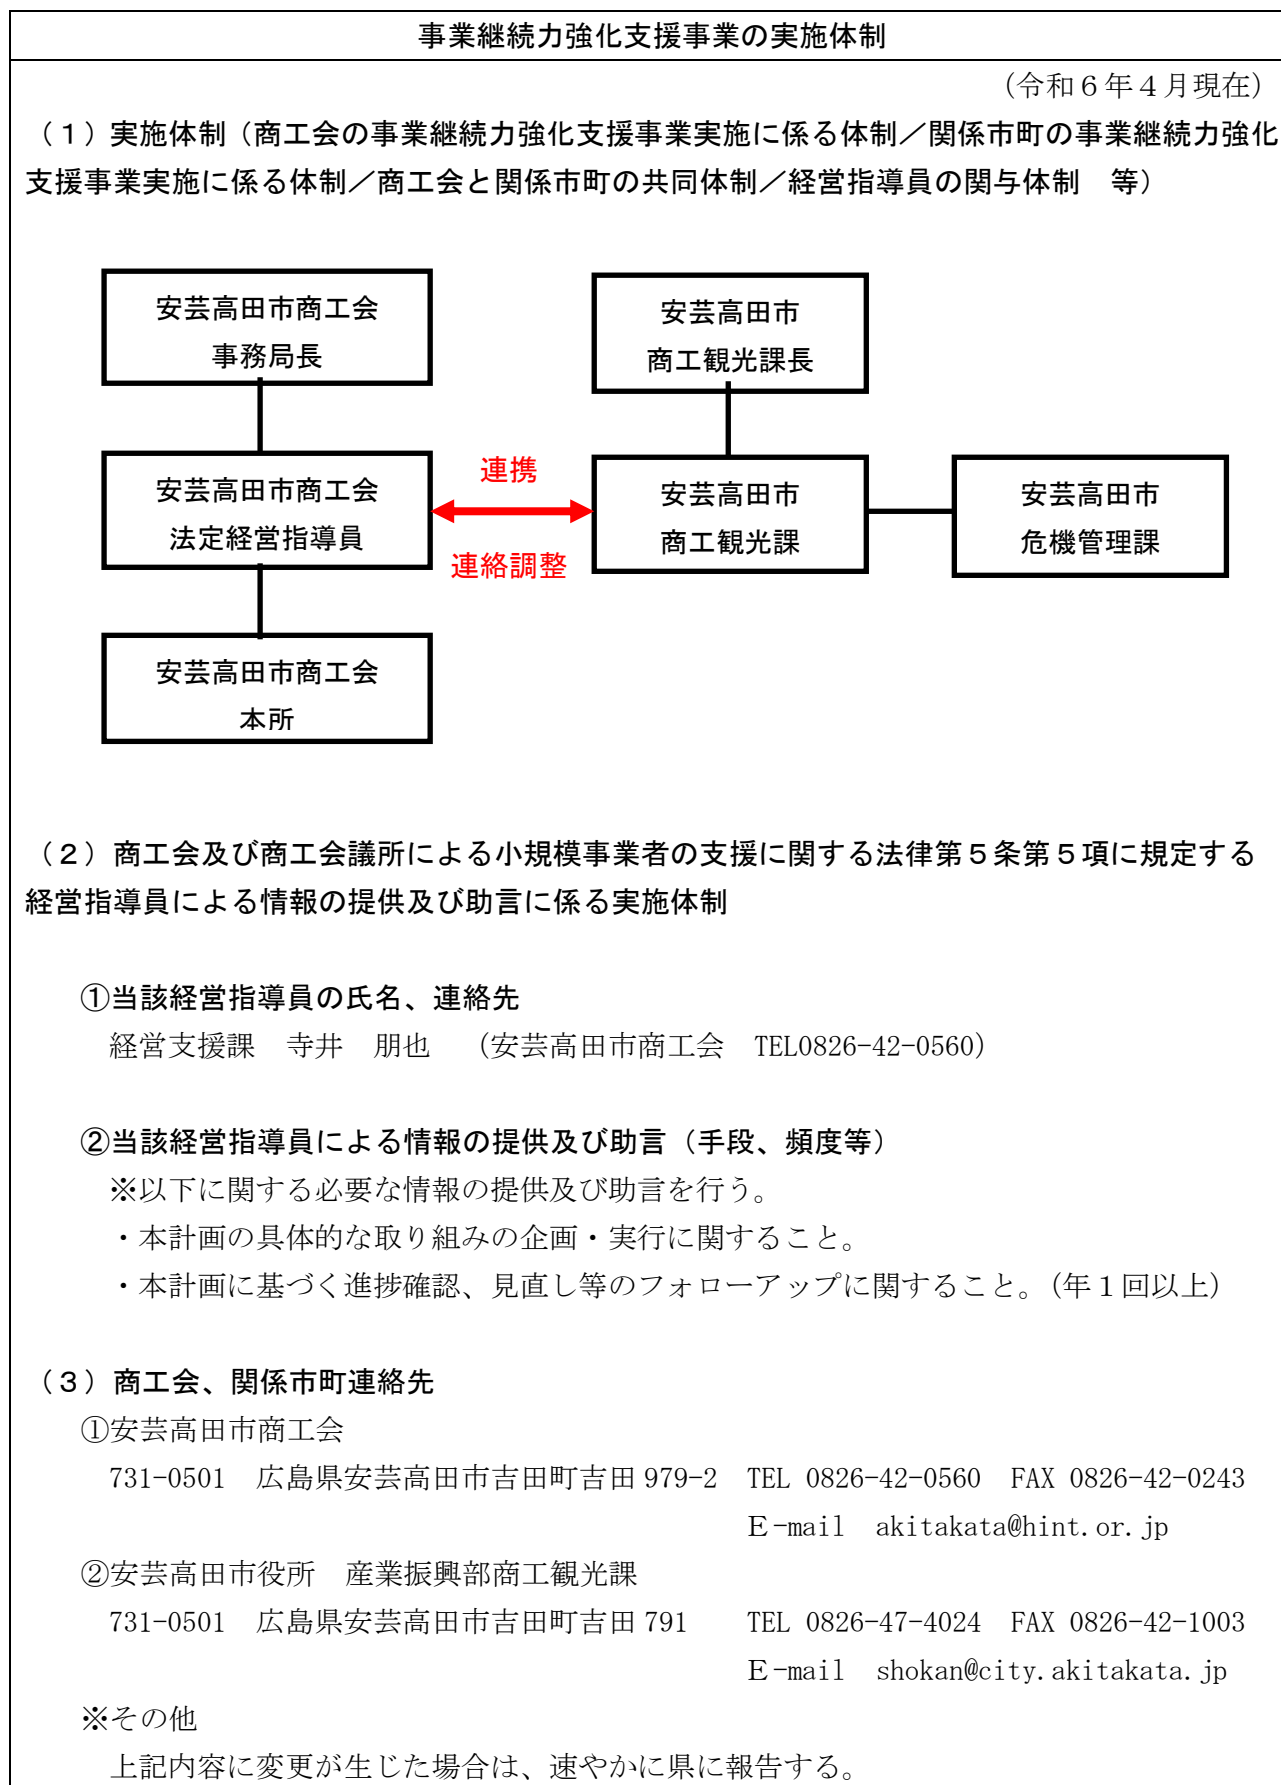 事業継続力強化支援事業の実施体制
（令和６年４月現在）
（１）実施体制（商工会の事業継続力強化支援事業実施に係る体制／関係市町の事業継続力強化
支援事業実施に係る体制／商工会と関係市町の共同体制／経営指導員の関与体制　等）
安芸高田市商工会
事務局長
安芸高田市
商工観光課長
安芸高田市商工会
法定経営指導員
連携
連絡調整
安芸高田市
商工観光課
安芸高田市
危機管理課
安芸高田市商工会
本所
（２）商工会及び商工会議所による小規模事業者の支援に関する法律第５条第５項に規定する
経営指導員による情報の提供及び助言に係る実施体制
①当該経営指導員の氏名、連絡先
経営支援課　寺井　朋也　（安芸高田市商工会　TEL0826-42-0560）
②当該経営指導員による情報の提供及び助言（手段、頻度等）
※以下に関する必要な情報の提供及び助言を行う。
・本計画の具体的な取り組みの企画・実行に関すること。
・本計画に基づく進捗確認、見直し等のフォローアップに関すること。（年１回以上）
（３）商工会、関係市町連絡先
①安芸高田市商工会
731-0501　広島県安芸高田市吉田町吉田 979-2　TEL 0826-42-0560　FAX 0826-42-0243
Ｅ-mail　akitakata@hint.or.jp
②安芸高田市役所　産業振興部商工観光課
731-0501　広島県安芸高田市吉田町吉田 791　　TEL 0826-47-4024　FAX 0826-42-1003
Ｅ-mail　shokan@city.akitakata.jp
※その他
上記内容に変更が生じた場合は、速やかに県に報告する。